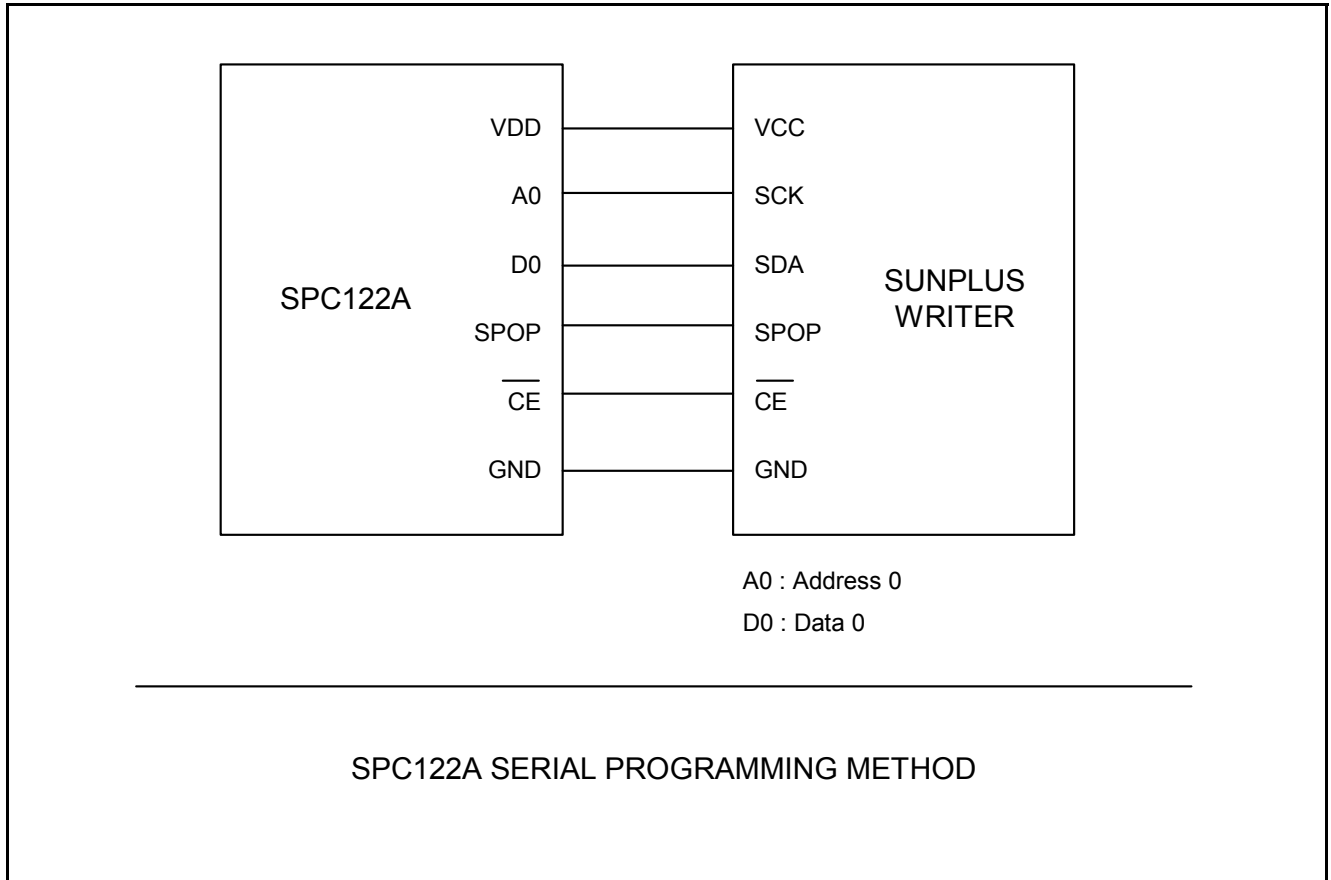 VDD
A0
D0
SPOP
CE
GND
SPC122A
VCC
SCK
SDA
SPOP
CE
GND
SUNPLUS
WRITER
A0 : Address 0
D0 : Data 0
SPC122A SERIAL PROGRAMMING METHOD